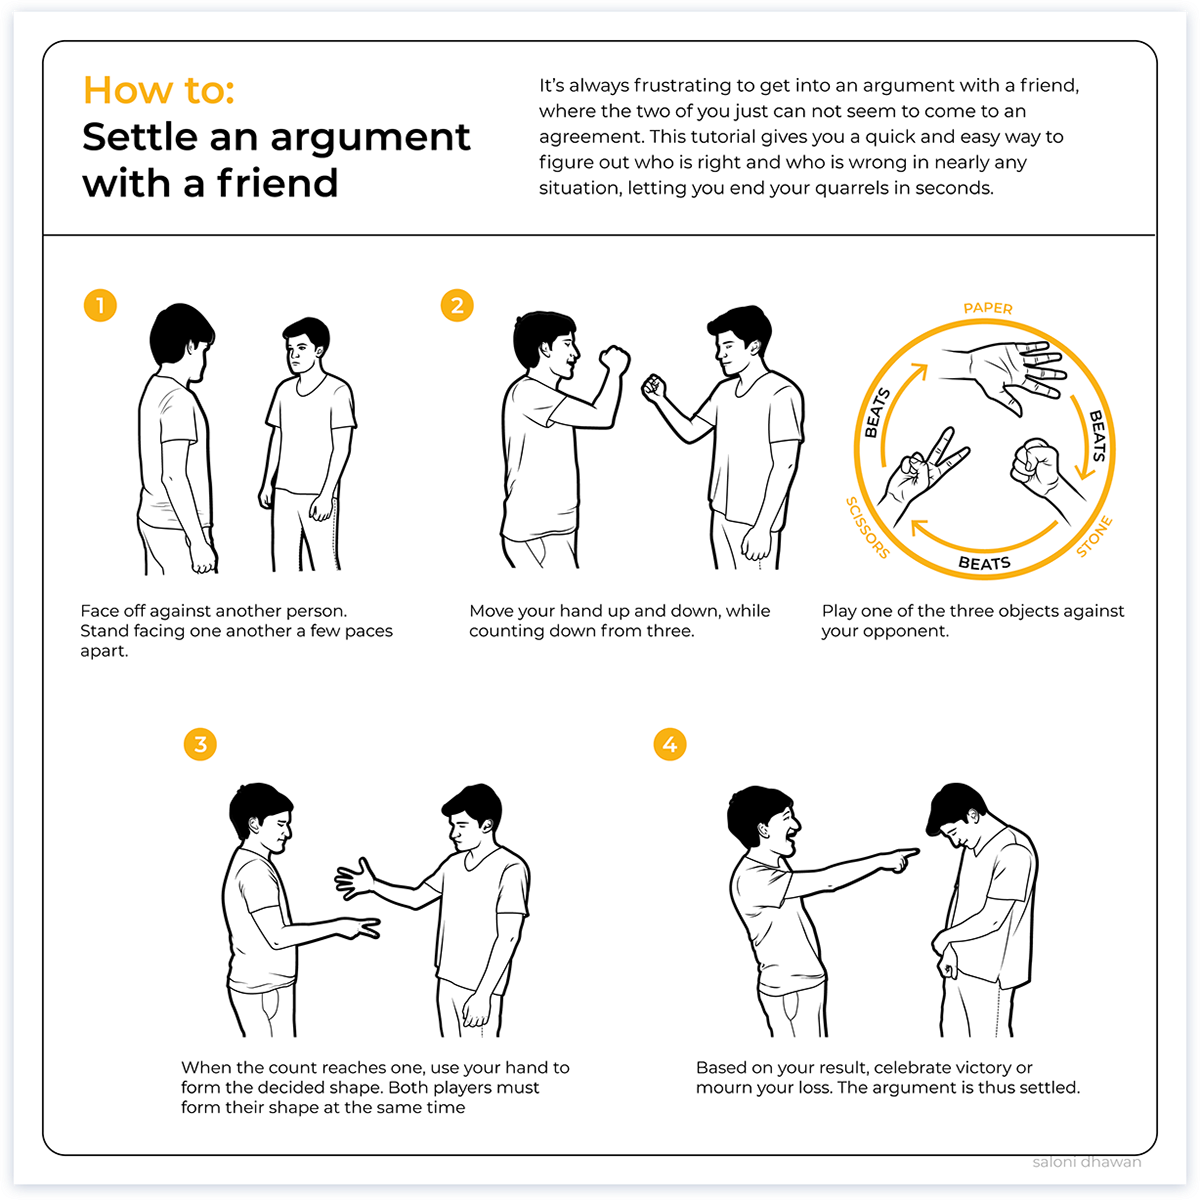 How to:
Settle an argument
with a friend
It's always frustrating to get into an argument with a friend,
where the two of you just can not seem to come to an
agreement. This tutorial gives you a quick and easy way to
figure out who is right and who is wrong in nearly any
situation, letting you end your quarrels in seconds.
1
Face off against another person.
Stand facing one another a few paces
apart.
2
Move your hand up and down, while
counting down from three.
PAPER
BEATS
BEATS
SCISSORS
STONE
BEATS
Play one of the three objects against
your opponent.
3
When the count reaches one, use your hand to
form the decided shape. Both players must
form their shape at the same time
4
Based on your result, celebrate victory or
mourn your loss. The argument is thus settled.
saloni dhawan